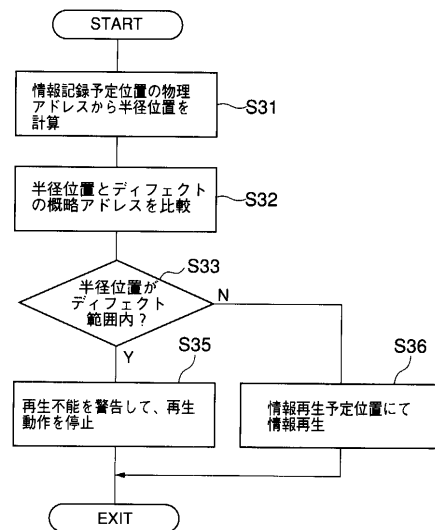 START
情報記録予定位置の物理
アドレスから半径位置を
計算
S31
半径位置とディフェクト
の概略アドレスを比較
S32
S33
半径位置が
ディフェクト
範囲内？
N
Y
S35
再生不能を警告して、再生
動作を停止
S36
情報再生予定位置にて
情報再生
EXIT